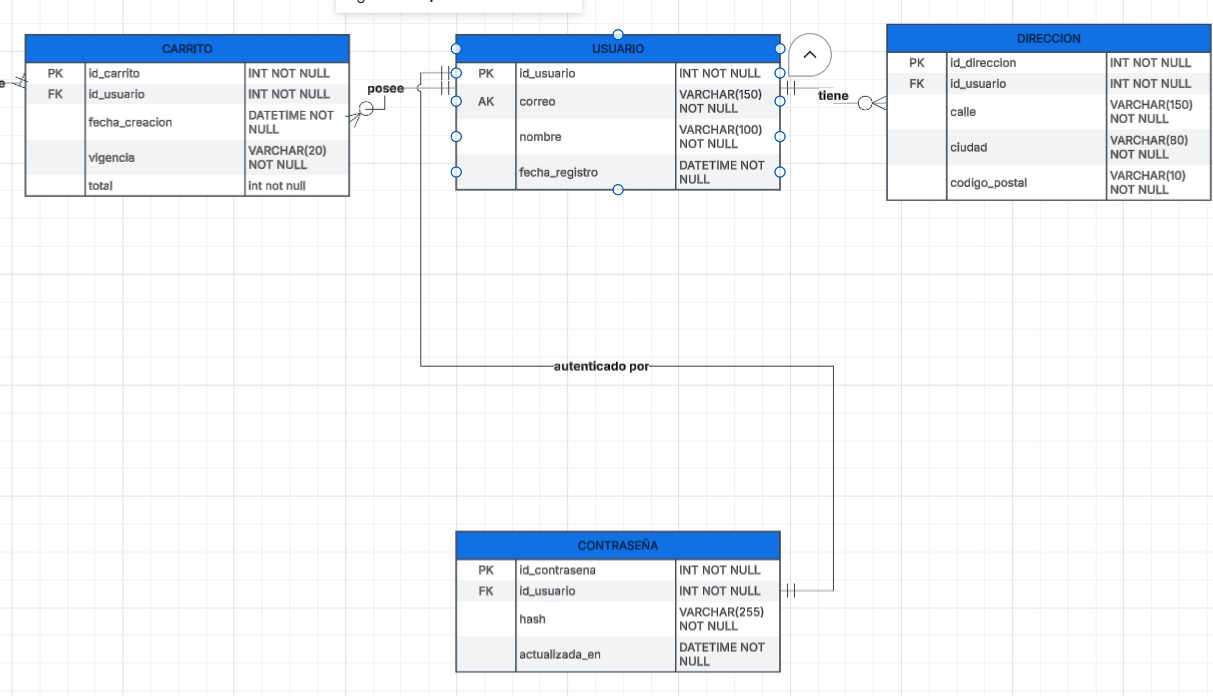 CARRITO
PK id_carrito INT NOT NULL
FK id_usuario INT NOT NULL
fecha_creacion DATETIME NOT
NULL
vigencia VARCHAR(20)
NOT NULL
total int not null
e
posee
USUARIO
PK id_usuario INT NOT NULL
AK correo VARCHAR(150)
NOT NULL
nombre VARCHAR(100)
NOT NULL
fecha_registro DATETIME NOT
NULL
tiene
DIRECCION
PK id_direccion INT NOT NULL
FK id_usuario INT NOT NULL
calle VARCHAR(150)
NOT NULL
ciudad VARCHAR(80)
NOT NULL
codigo_postal VARCHAR(10)
NOT NULL
autenticado por
CONTRASEÑA
PK id_contrasena INT NOT NULL
FK id_usuario INT NOT NULL
hash VARCHAR(255)
NOT NULL
actualizada_en DATETIME NOT
NULL